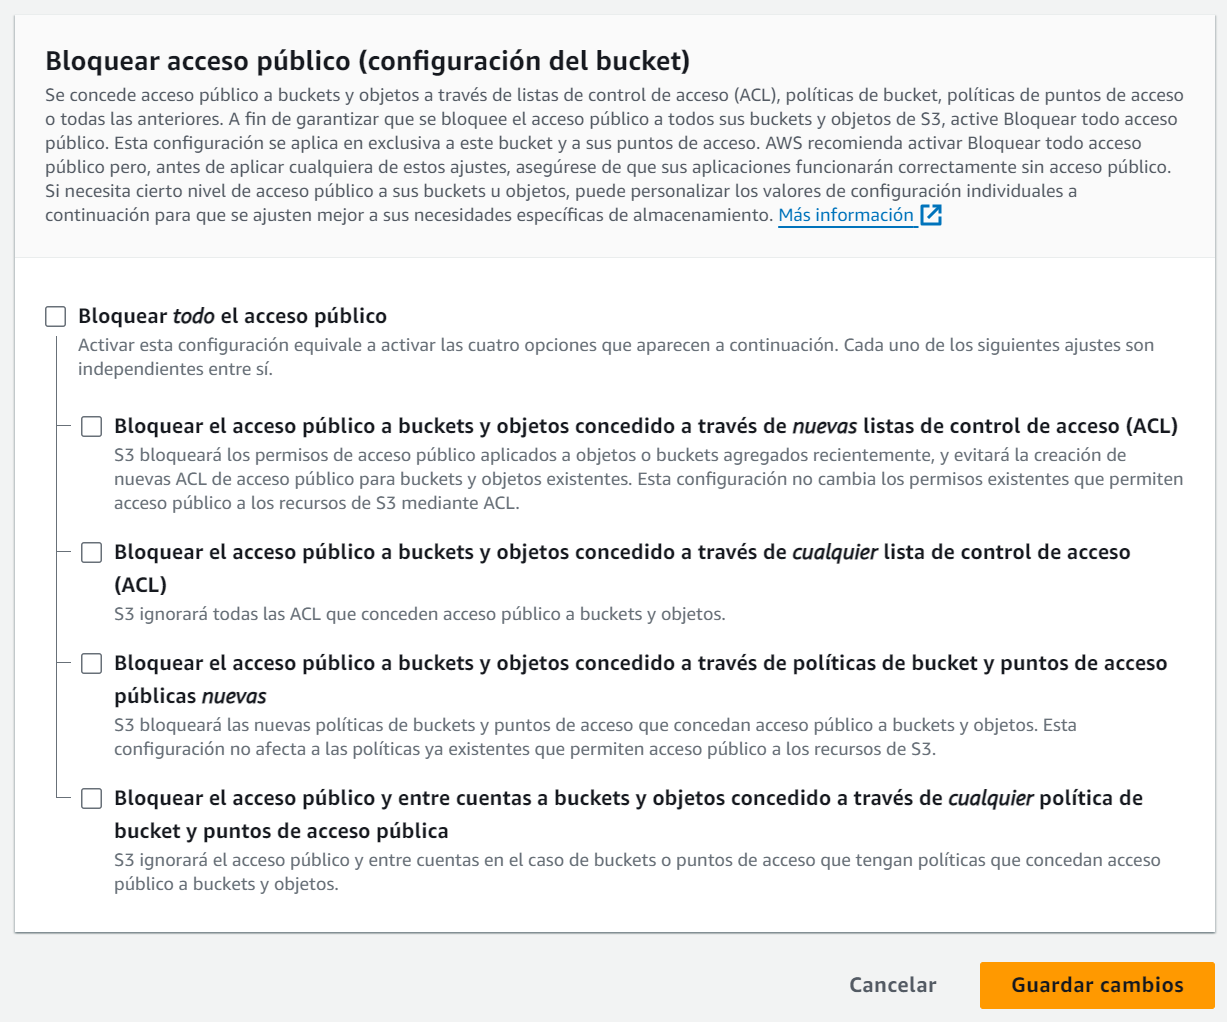 Bloquear acceso público (configuración del bucket)
Se concede acceso público a buckets y objetos a través de listas de control de acceso (ACL), políticas de bucket, políticas de puntos de acceso
o todas las anteriores. A fin de garantizar que se bloquee el acceso público a todos sus buckets y objetos de S3, active Bloquear todo acceso
público. Esta configuración se aplica en exclusiva a este bucket y a sus puntos de acceso. AWS recomienda activar Bloquear todo acceso
público pero, antes de aplicar cualquiera de estos ajustes, asegúrese de que sus aplicaciones funcionarán correctamente sin acceso público.
Si necesita cierto nivel de acceso público a sus buckets u objetos, puede personalizar los valores de configuración individuales a
continuación para que se ajusten mejor a sus necesidades específicas de almacenamiento. Más información
Bloquear todo el acceso público
Activar esta configuración equivale a activar las cuatro opciones que aparecen a continuación. Cada uno de los siguientes ajustes son
independientes entre sí.
Bloquear el acceso público a buckets y objetos concedido a través de nuevas listas de control de acceso (ACL)
S3 bloqueará los permisos de acceso público aplicados a objetos o buckets agregados recientemente, y evitará la creación de
nuevas ACL de acceso público para buckets y objetos existentes. Esta configuración no cambia los permisos existentes que permiten
acceso público a los recursos de S3 mediante ACL.
Bloquear el acceso público a buckets y objetos concedido a través de cualquier lista de control de acceso
(ACL)
S3 ignorará todas las ACL que conceden acceso público a buckets y objetos.
Bloquear el acceso público a buckets y objetos concedido a través de políticas de bucket y puntos de acceso
públicas nuevas
S3 bloqueará las nuevas políticas de buckets y puntos de acceso que concedan acceso público a buckets y objetos. Esta
configuración no afecta a las políticas ya existentes que permiten acceso público a los recursos de S3.
Bloquear el acceso público y entre cuentas a buckets y objetos concedido a través de cualquier política de
bucket y puntos de acceso pública
S3 ignorará el acceso público y entre cuentas en el caso de buckets o puntos de acceso que tengan políticas que concedan acceso
público a buckets y objetos.
Cancelar
Guardar cambios